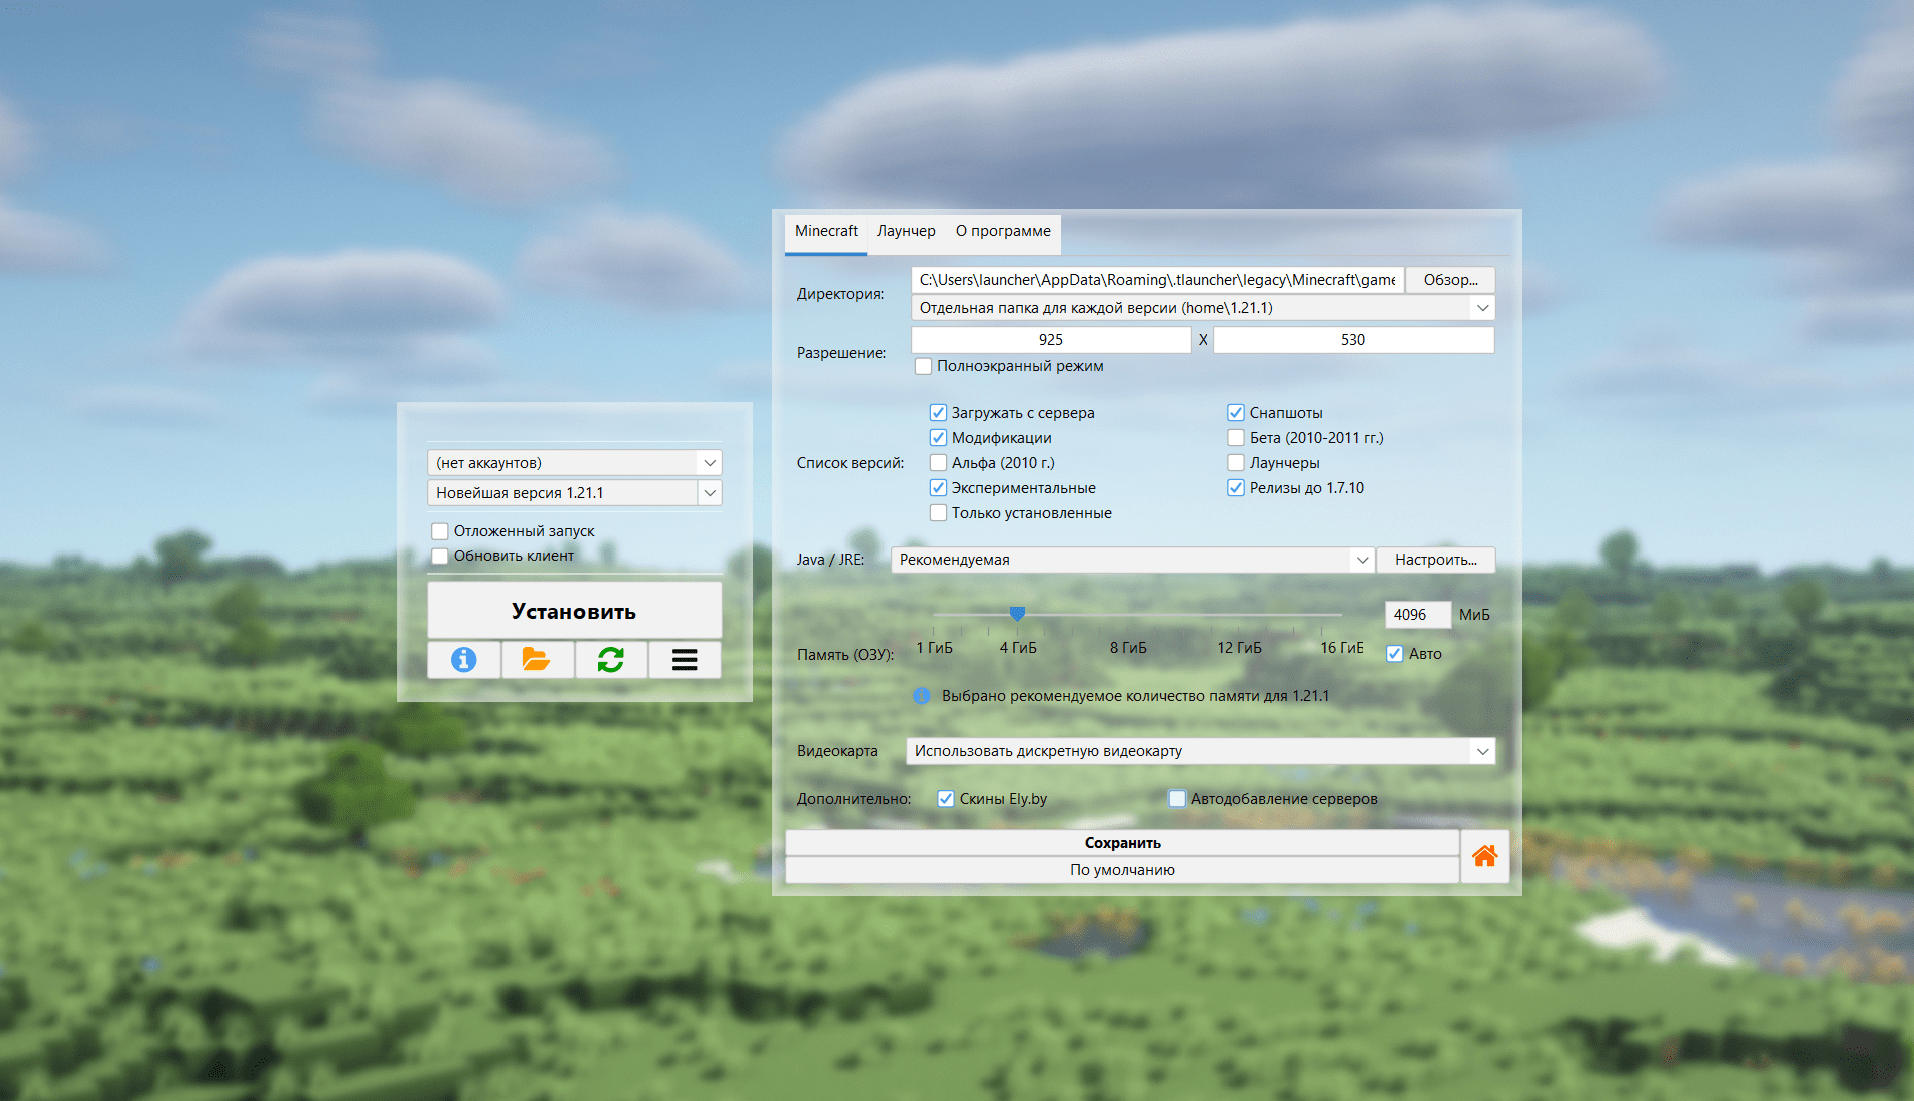 (нет аккаунтов)
Новейшая версия 1.21.1
Отложенный запуск
Обновить клиент
Установить
Minecraft Лаунчер О программе
Директория:
C:\Users\launcher\AppData\Roaming\.tlauncher\legacy\Minecraft\game Обзор...
Отдельная папка для каждой версии (home\1.21.1)
Разрешение:
925 X 530
Полноэкранный режим
Список версий:
Загружать с сервера Снапшоты
Модификации Бета (2010-2011 гг.)
Альфа (2010 г.) Лаунчеры
Экспериментальные Релизы до 1.7.10
Только установленные
Java / JRE: Рекомендуемая Настроить...
4096 МиБ
Память (ОЗУ): 1 ГиБ 4 ГиБ 8 ГиБ 12 ГиБ 16 ГиБ Авто
Выбрано рекомендуемое количество памяти для 1.21.1
Видеокарта Использовать дискретную видеокарту
Дополнительно: Скины Ely.by Автодобавление серверов
Сохранить
По умолчанию